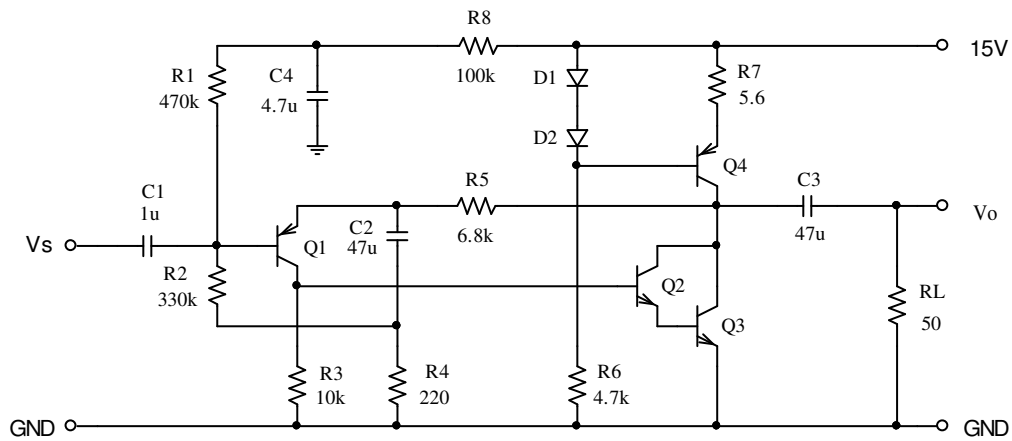 R8
15V
C4
D1
R7
R1
100k
5.6
4.7u
470k
D2
Q4
C1
R5
C3
1u
C2
Vo
Vs
Q1
6.8k
47u
47u
R2
Q2
RL
330k
Q3
50
R3
R4
R6
10k
220
4.7k
GND
GND